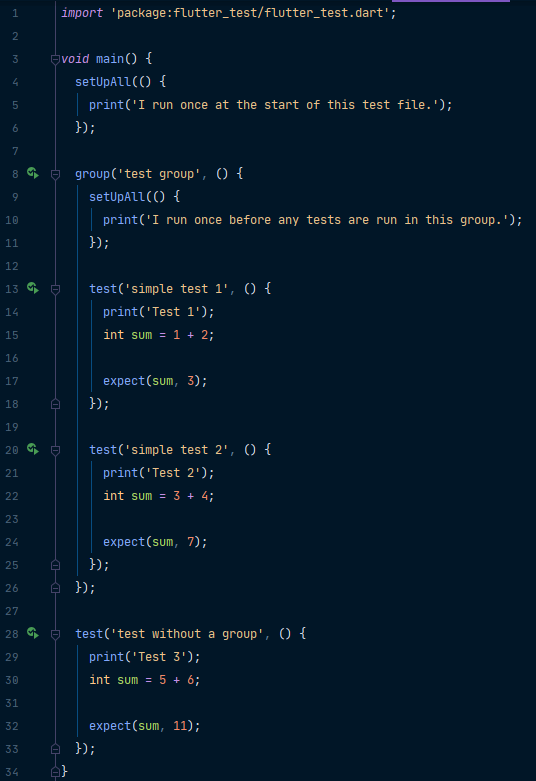 1 import 'package:flutter_test/flutter_test.dart';
2
3 void main() {
4   setUpAll(() {
5     print('I run once at the start of this test file.');
6   });
7
8   group('test group', () {
9     setUpAll(() {
10       print('I run once before any tests are run in this group.');
11     });
12
13     test('simple test 1', () {
14       print('Test 1');
15       int sum = 1 + 2;
16
17       expect(sum, 3);
18     });
19
20     test('simple test 2', () {
21       print('Test 2');
22       int sum = 3 + 4;
23
24       expect(sum, 7);
25     });
26   });
27
28   test('test without a group', () {
29     print('Test 3');
30     int sum = 5 + 6;
31
32     expect(sum, 11);
33   });
34 }